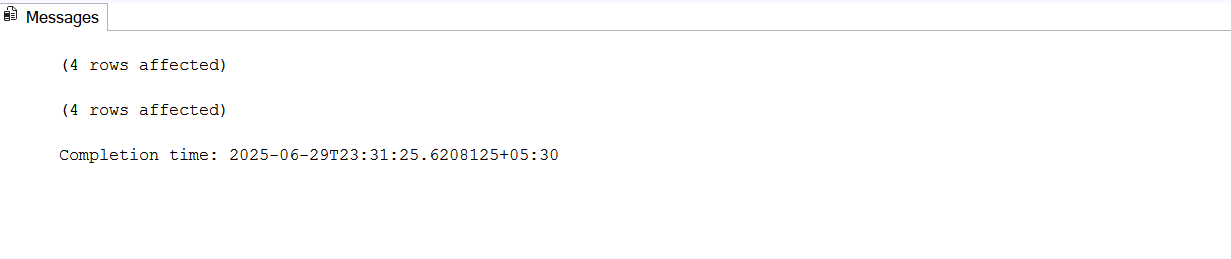 Messages
(4 rows affected)
(4 rows affected)
Completion time: 2025-06-29T23:31:25.6208125+05:30